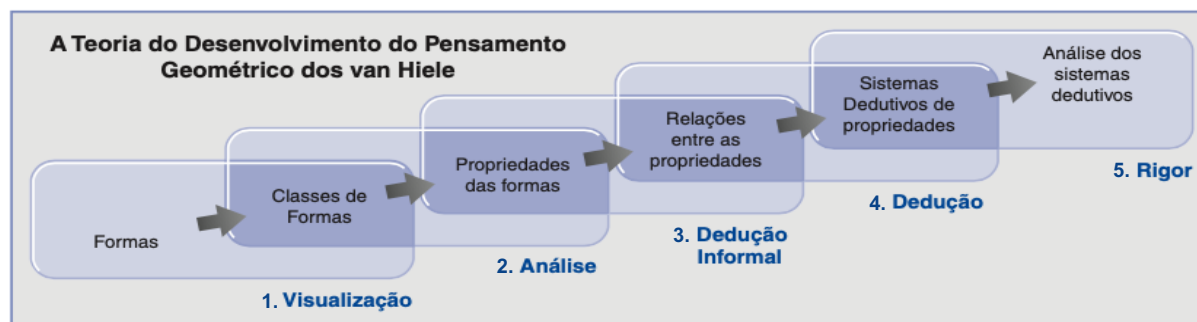 A Teoria do Desenvolvimento do Pensamento
Geométrico dos van Hiele
Formas
Classes de
Formas
Propriedades
das formas
Relações
entre as
propriedades
Sistemas
Dedutivos de
propriedades
Análise dos
sistemas
dedutivos
1. Visualização
2. Análise
3. Dedução
Informal
4. Dedução
5. Rigor